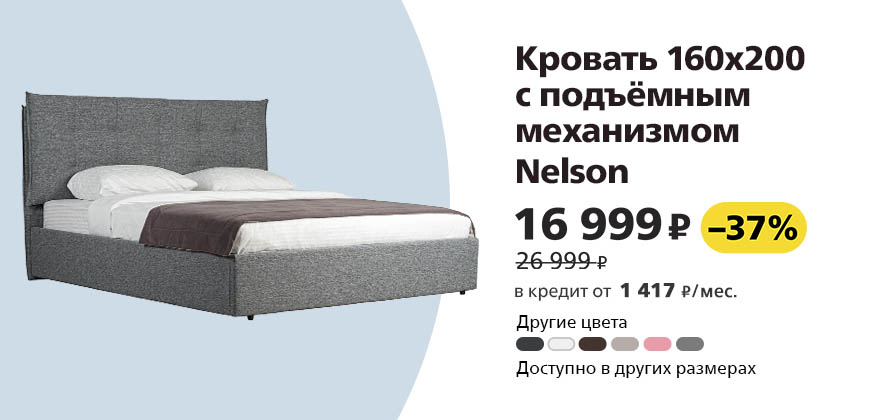 Кровать 160x200
с подъёмным
механизмом
Nelson
16 999 ₽ –37%
26 999 ₽
в кредит от 1 417 ₽/мес.
Другие цвета
Доступно в других размерах